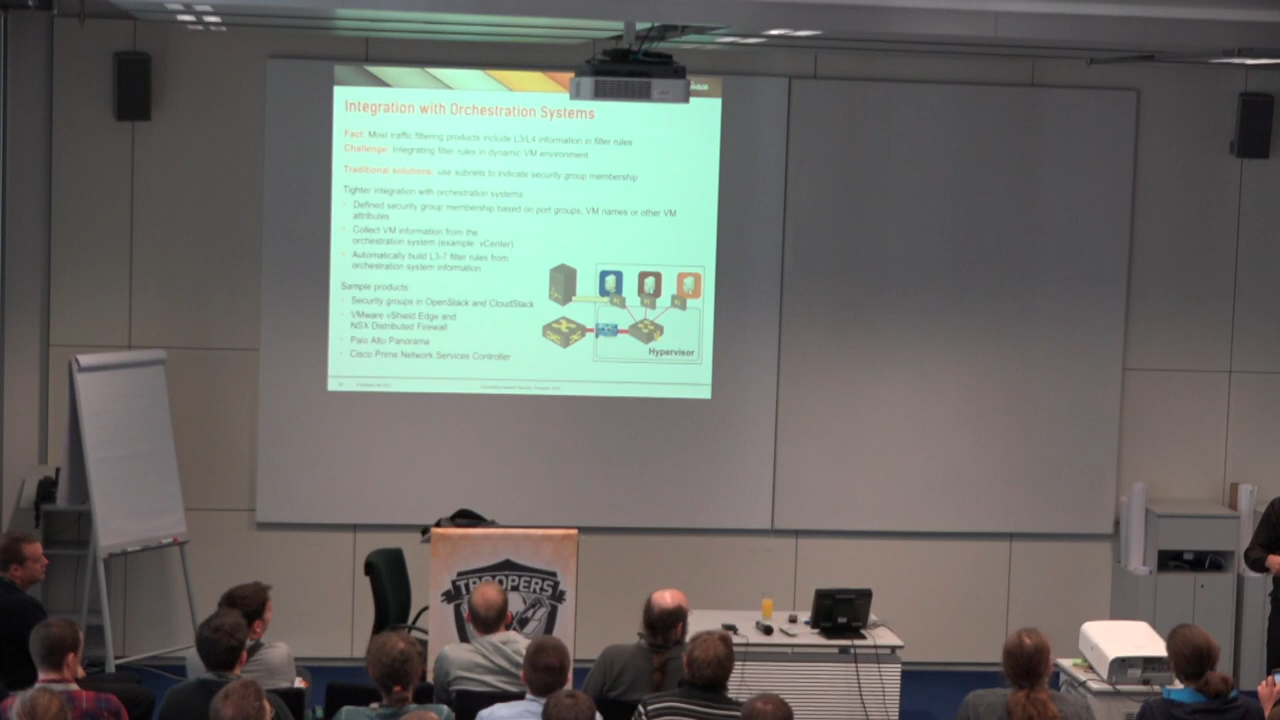 Integration with Orchestration Systems
Fact: Most traffic filtering products include L3/L4 information in filter rules
Challenge: Integrating filter rules in dynamic VM environment
Traditional solutions: use subnets to indicate security group membership
Tighter integration with orchestration systems
Defined security group membership based on port groups, VM names or other VM
attributes
Collect VM information from the
orchestration system (example: vCenter)
Automatically build L3-7 filter rules from
orchestration system information
Sample products
Security groups in OpenStack and CloudStack
VMware vShield Edge and
NSX Distributed Firewall
Palo Alto Panorama
Cisco Prime Network Services Controller
Hypervisor
TROOPERS